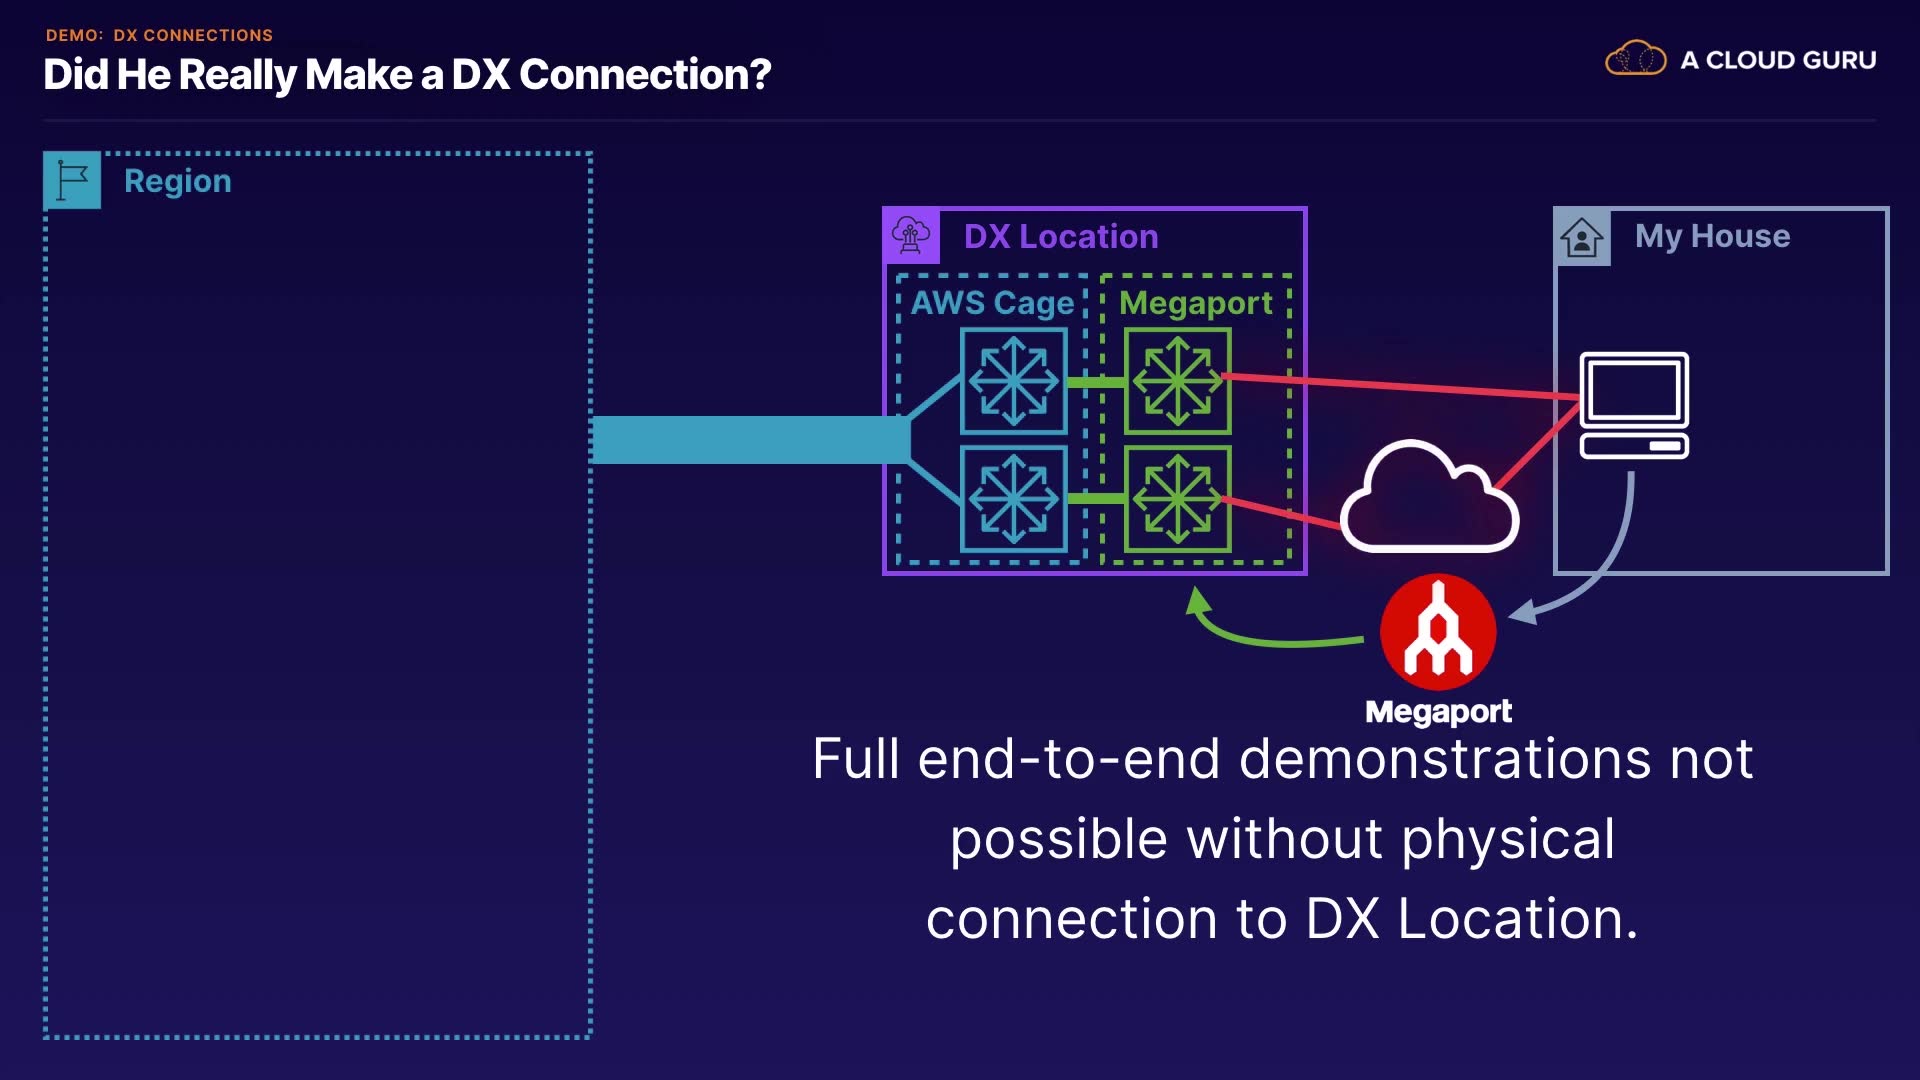 DEMO: DX CONNECTIONS
Did He Really Make a DX Connection?
A CLOUD GURU
Region
DX Location
My House
AWS Cage
Megaport
Megaport
Full end-to-end demonstrations not
possible without physical
connection to DX Location.